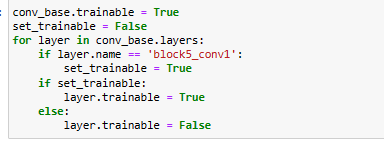 conv_base.trainable = True
set_trainable = False
for layer in conv_base.layers:
    if layer.name == 'block5_conv1':
        set_trainable = True
    if set_trainable:
        layer.trainable = True
    else:
        layer.trainable = False